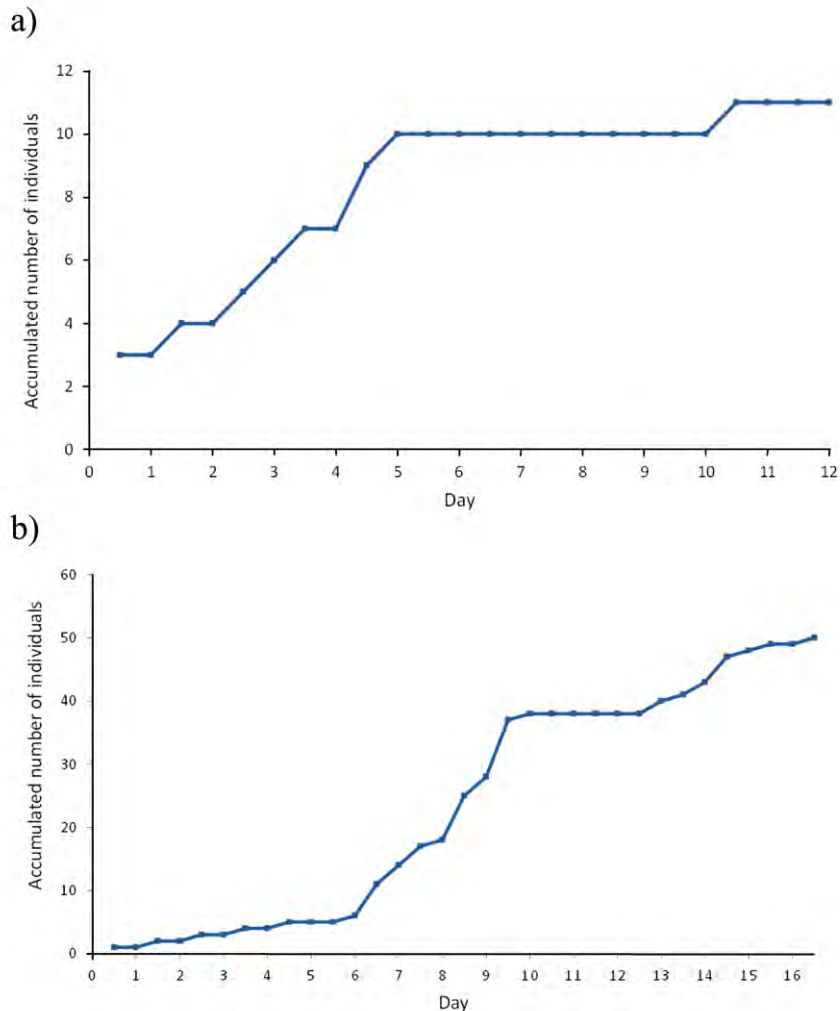 a)
12
10
8
6
4
2
0
Accumulated number of individuals
0 1 2 3 4 5 6 7 8 9 10 11 12
Day
b)
60
50
40
30
20
10
0
Accumulated number of individuals
0 1 2 3 4 5 6 7 8 9 10 11 12 13 14 15 16
Day